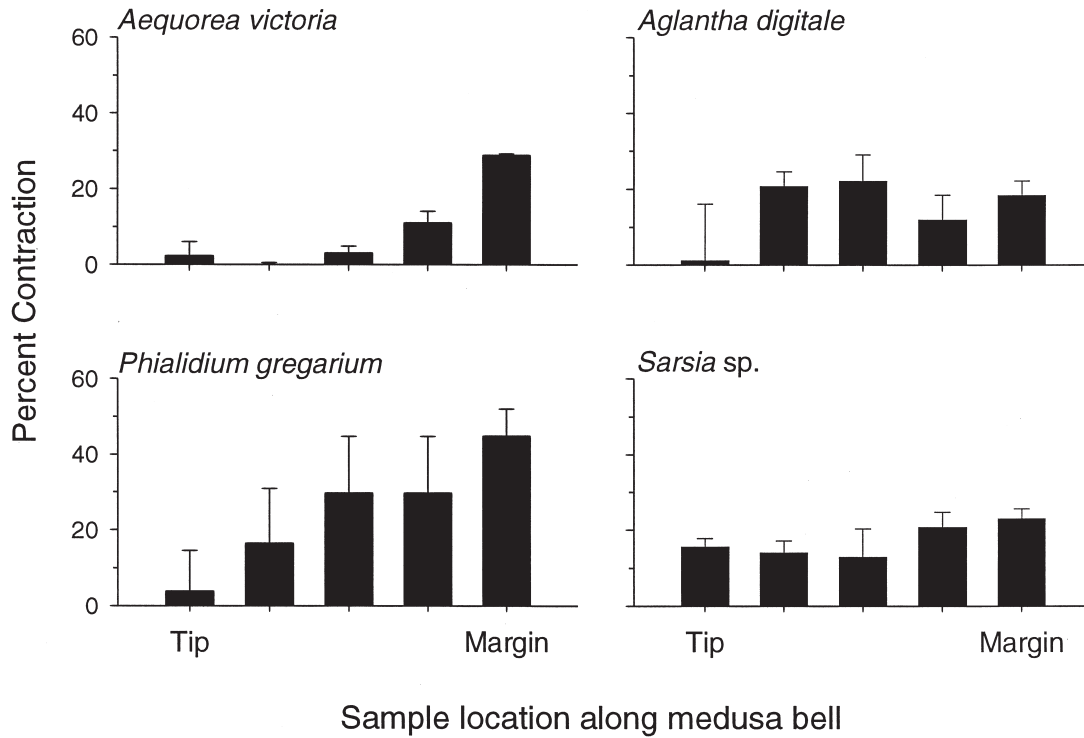 Aequorea victoria
Aglantha digitale
60
40
20
0
Percent Contraction
Phialidium gregarium
Sarsia sp.
60
40
20
0
Tip
Margin
Tip
Margin
Sample location along medusa bell